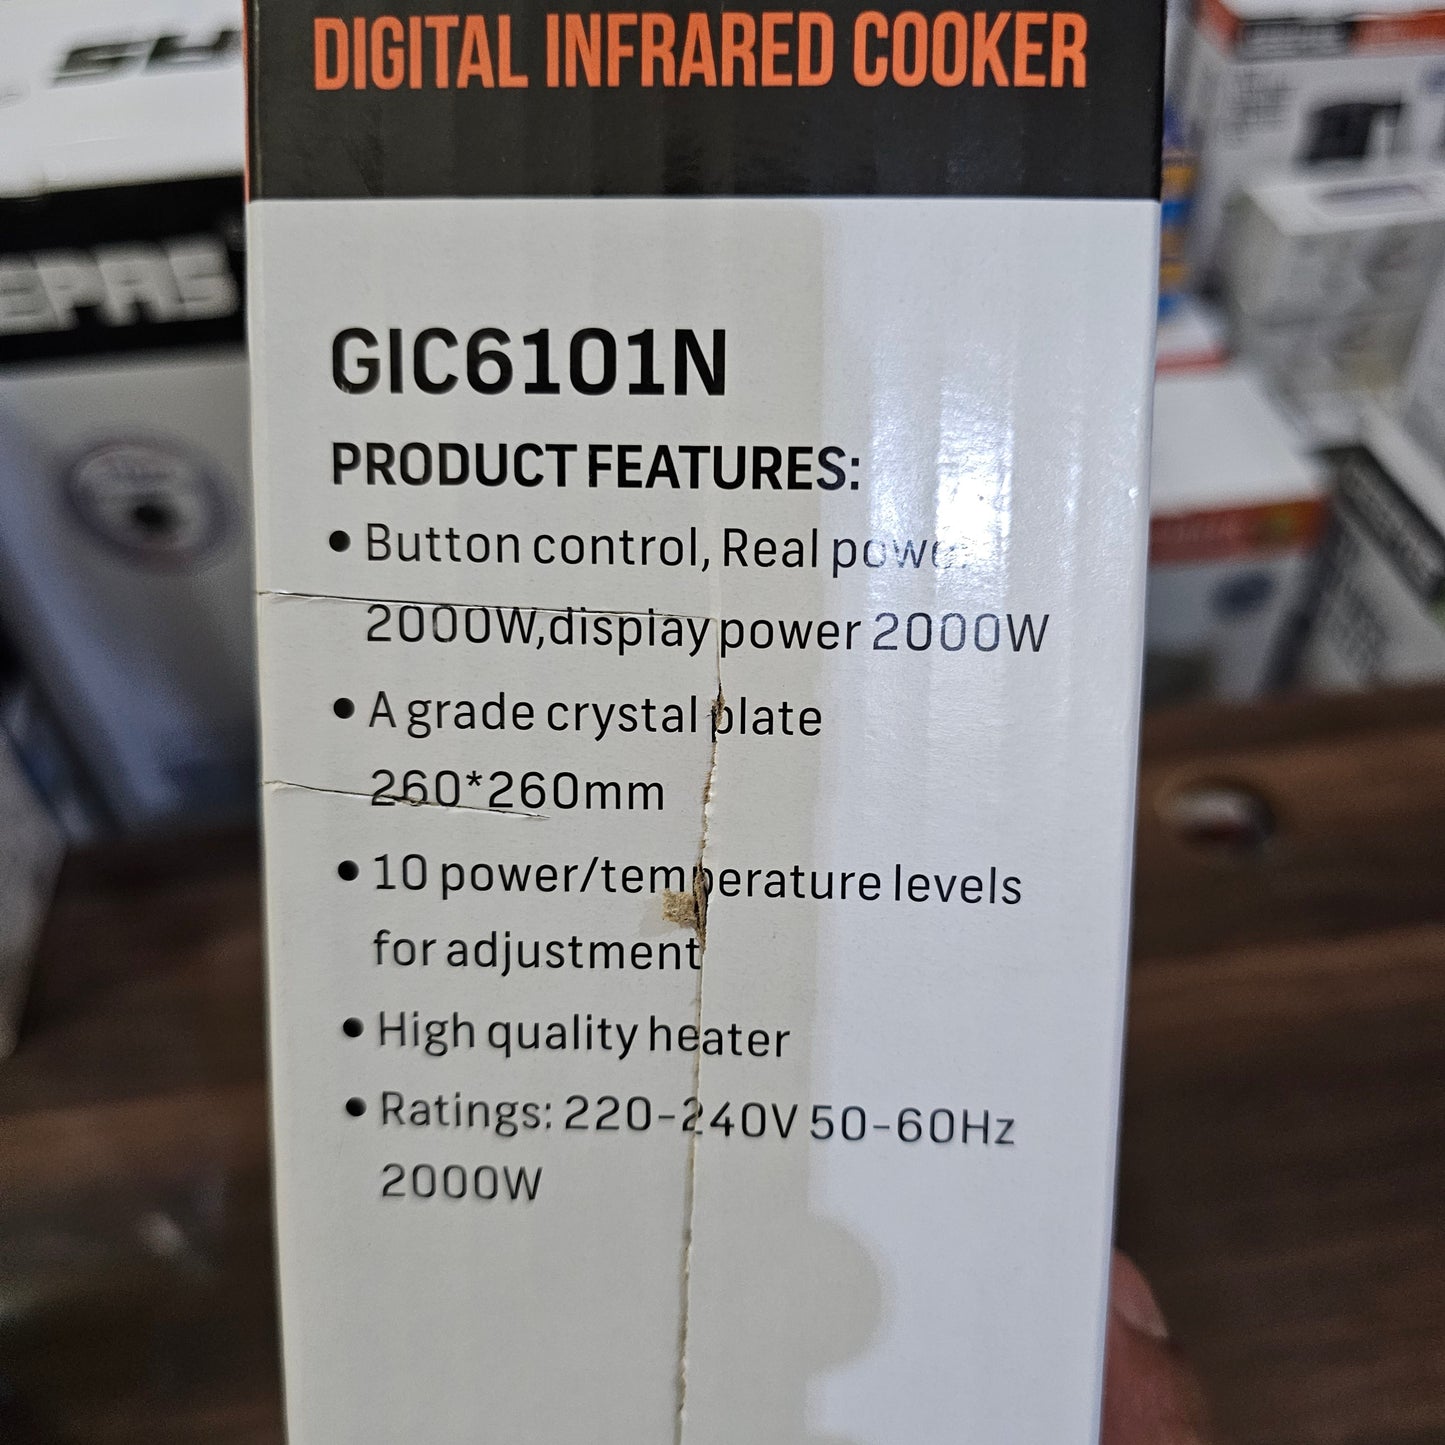 DIGITAL INFRARED COOKER
EPAS
GIC6101N
PRODUCT FEATURES:
• Button control, Real power
2000W,display power 2000W
• A grade crystal plate
260*260mm
• 10 power/temperature levels
for adjustment
• High quality heater
• Ratings: 220-240V 50-60Hz
2000W